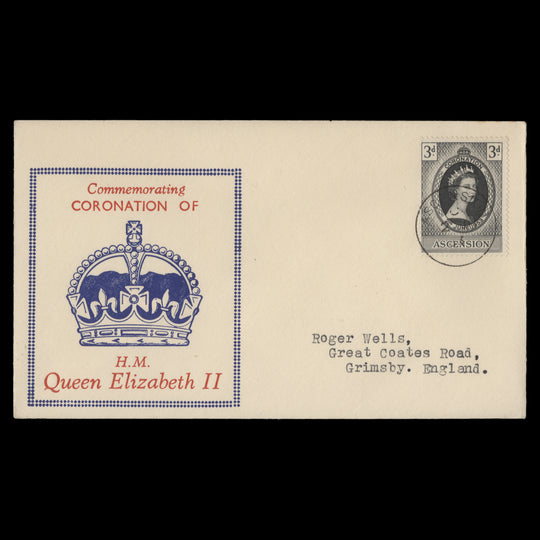 Commemorating
CORONATION OF
H.M.
Queen Elizabeth II
3d 3d
CORONATION
ASCENSION
Roger Wells,
Great Coates Road,
Grimsby. England.